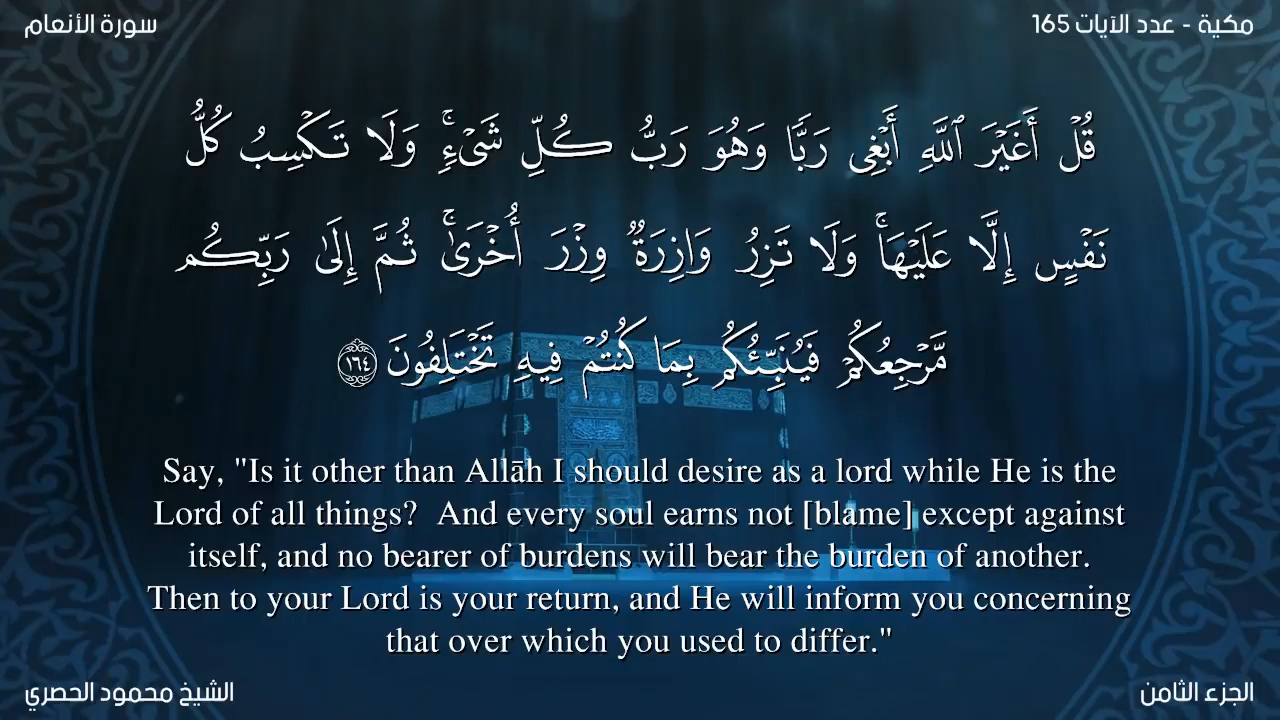 سورة الأنعام
مكية - عدد الآيات 165
قُلۡ أَغَيۡرَ ٱللَّهِ أَبۡغِى رَبًّا وَهُوَ رَبُّ كُلِّ شَىۡءٍۚ وَلَا تَكۡسِبُ كُلُّ
نَفۡسٍ إِلَّا عَلَيۡهَاۚ وَلَا تَزِرُ وَازِرَةٌ وِزۡرَ أُخۡرَىٰۚ ثُمَّ إِلَىٰ رَبِّكُم
مَّرۡجِعُكُمۡ فَيُنَبِّئُكُم بِمَا كُنتُمۡ فِيهِ تَخۡتَلِفُونَ ١٦٤
Say, "Is it other than Allāh I should desire as a lord while He is the
Lord of all things?  And every soul earns not [blame] except against
itself, and no bearer of burdens will bear the burden of another.
Then to your Lord is your return, and He will inform you concerning
that over which you used to differ."
الشيخ محمود الحصري
الجزء الثامن